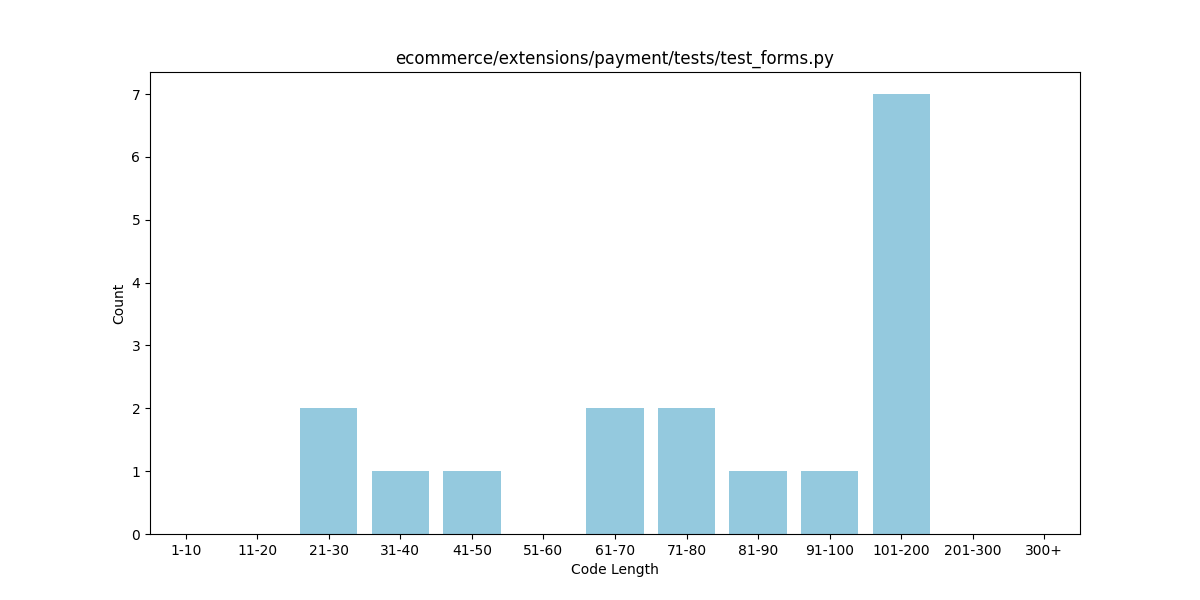 ecommerce/extensions/payment/tests/test_forms.py
7
6
5
4
3
2
1
0
Count
1-10 11-20 21-30 31-40 41-50 51-60 61-70 71-80 81-90 91-100 101-200 201-300 300+
Code Length